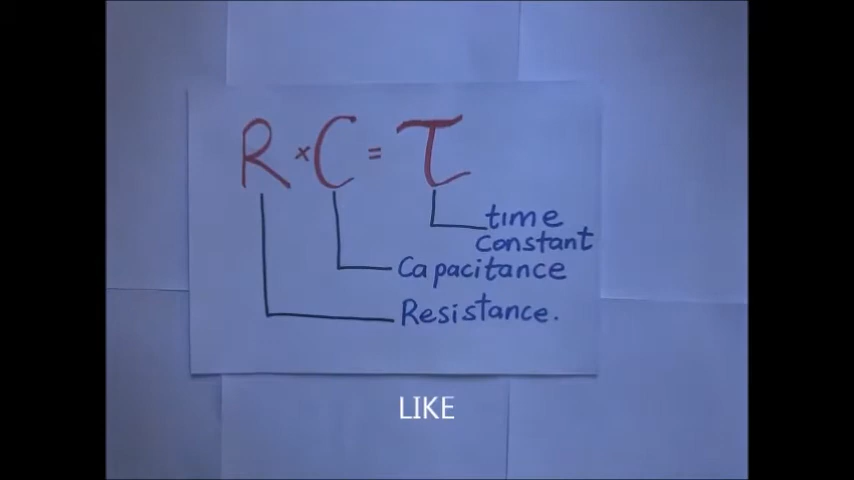 R × C = τ
time
constant
Capacitance
Resistance.
LIKE